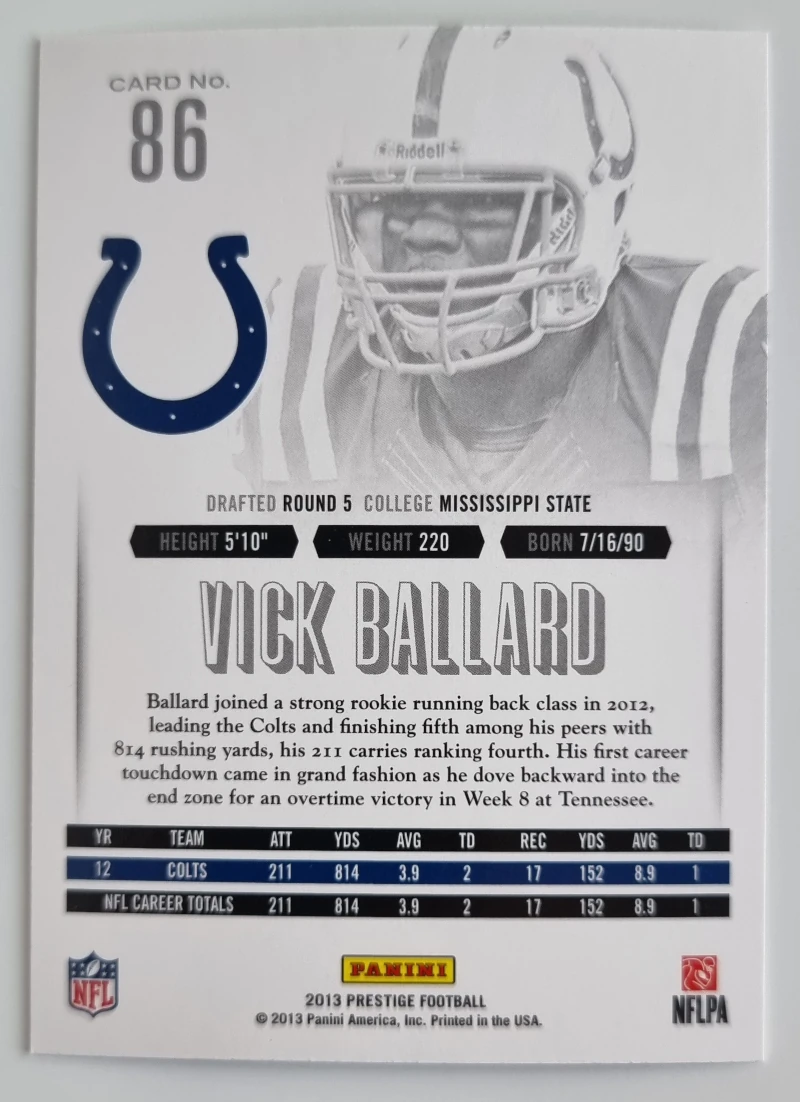 CARD No.
86
Riddell
Riddell
DRAFTED ROUND 5 COLLEGE MISSISSIPPI STATE
HEIGHT 5'10" WEIGHT 220 BORN 7/16/90
VICK BALLARD
Ballard joined a strong rookie running back class in 2012,
leading the Colts and finishing fifth among his peers with
814 rushing yards, his 211 carries ranking fourth. His first career
touchdown came in grand fashion as he dove backward into the
end zone for an overtime victory in Week 8 at Tennessee.
YR TEAM ATT YDS AVG TD REC YDS AVG TD
12 COLTS 211 814 3.9 2 17 152 8.9 1
NFL CAREER TOTALS 211 814 3.9 2 17 152 8.9 1
NFL
PANINI
2013 PRESTIGE FOOTBALL
© 2013 Panini America, Inc. Printed in the USA.
NFLPA